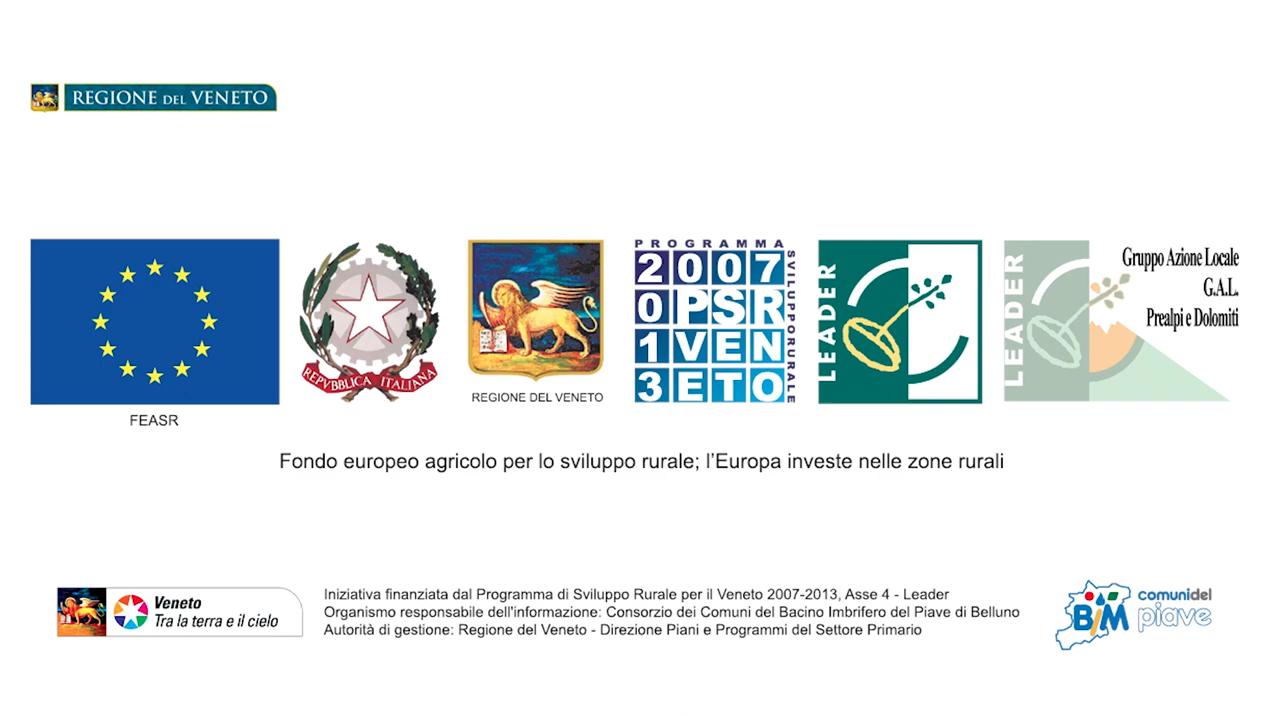 REGIONE DEL VENETO
PROGRAMMA
SVILUPPORURALE
2007
0PSR
1VEN
3ETO
REPVBBLICA ITALIANA
LEADER
LEADER
Gruppo Azione Locale
G.A.L.
Prealpi e Dolomiti
REGIONE DEL VENETO
FEASR
Fondo europeo agricolo per lo sviluppo rurale; l'Europa investe nelle zone rurali
Veneto
Tra la terra e il cielo
Iniziativa finanziata dal Programma di Sviluppo Rurale per il Veneto 2007-2013, Asse 4 - Leader
Organismo responsabile dell'informazione: Consorzio dei Comuni del Bacino Imbrifero del Piave di Belluno
Autorità di gestione: Regione del Veneto - Direzione Piani e Programmi del Settore Primario
BIM
comunidel
piave